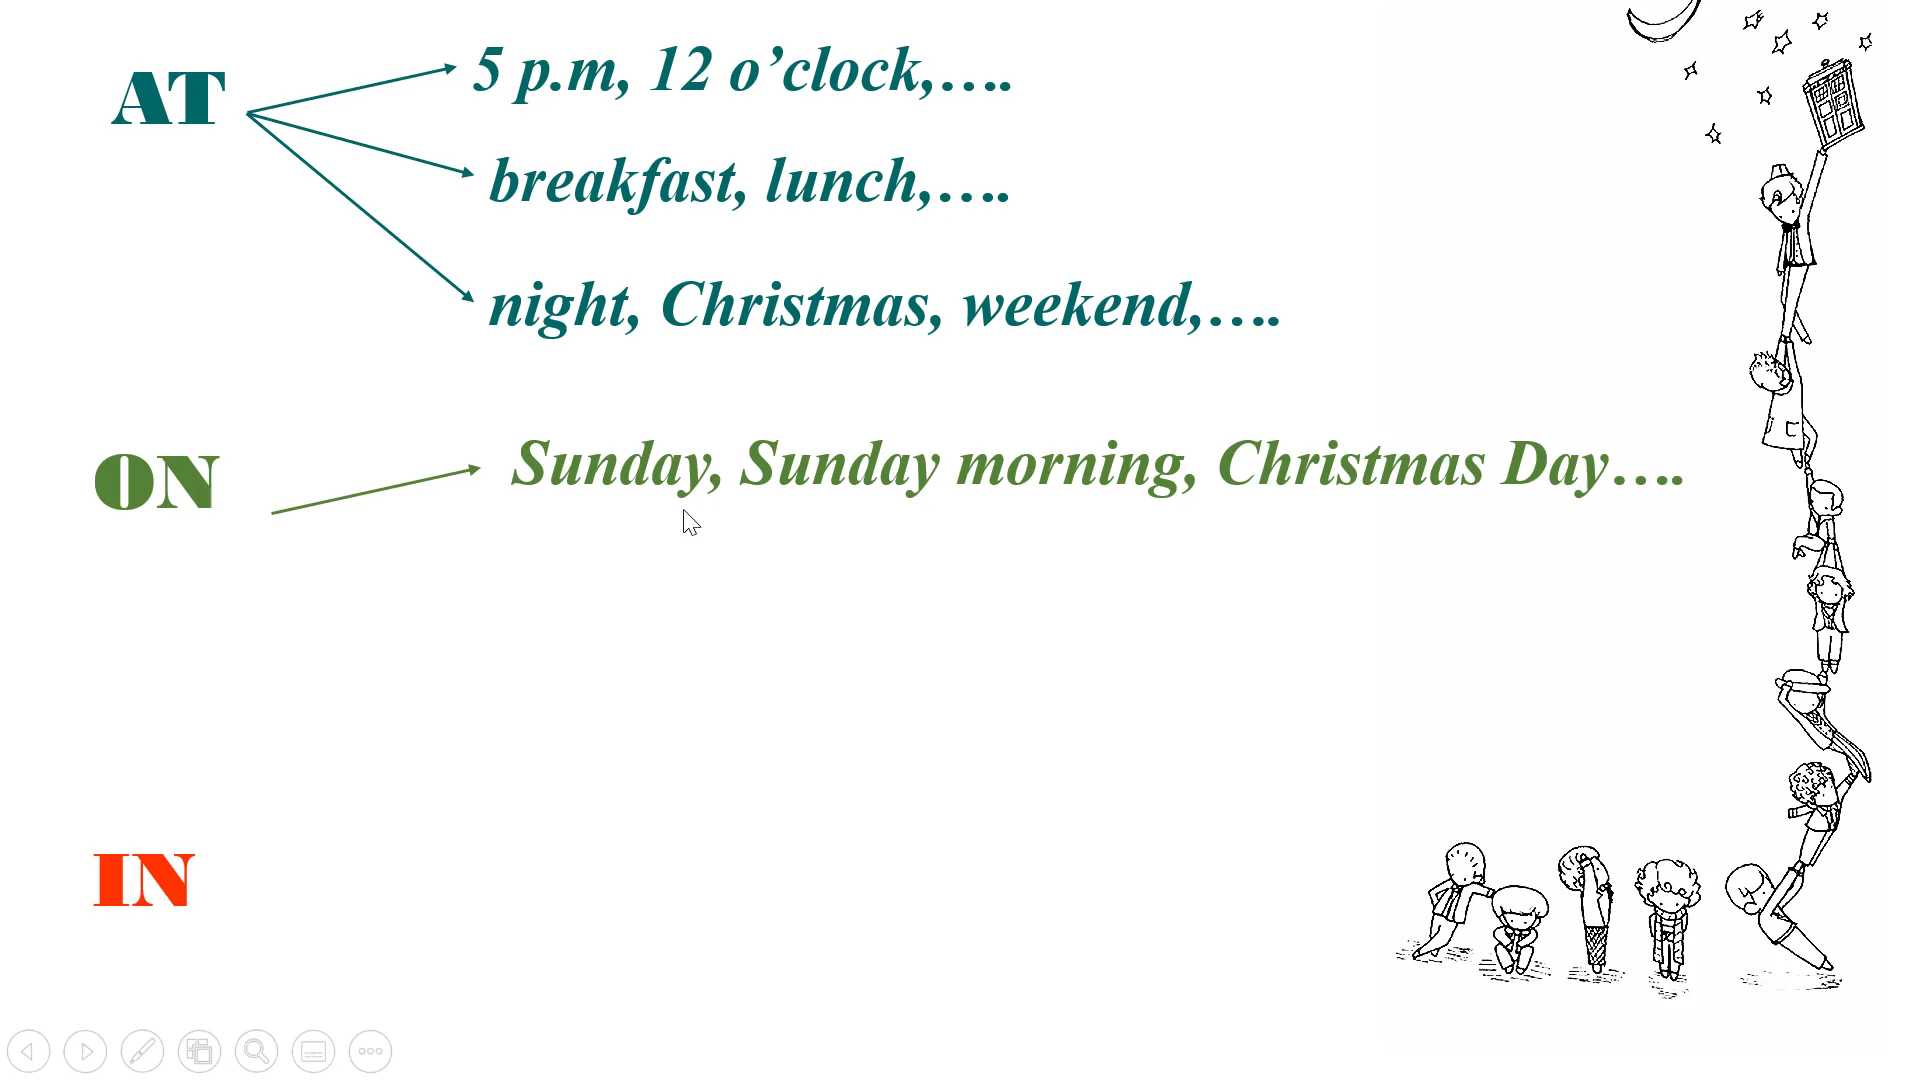 AT
5 p.m, 12 o’clock,….
breakfast, lunch,….
night, Christmas, weekend,….
ON
Sunday, Sunday morning, Christmas Day….
IN